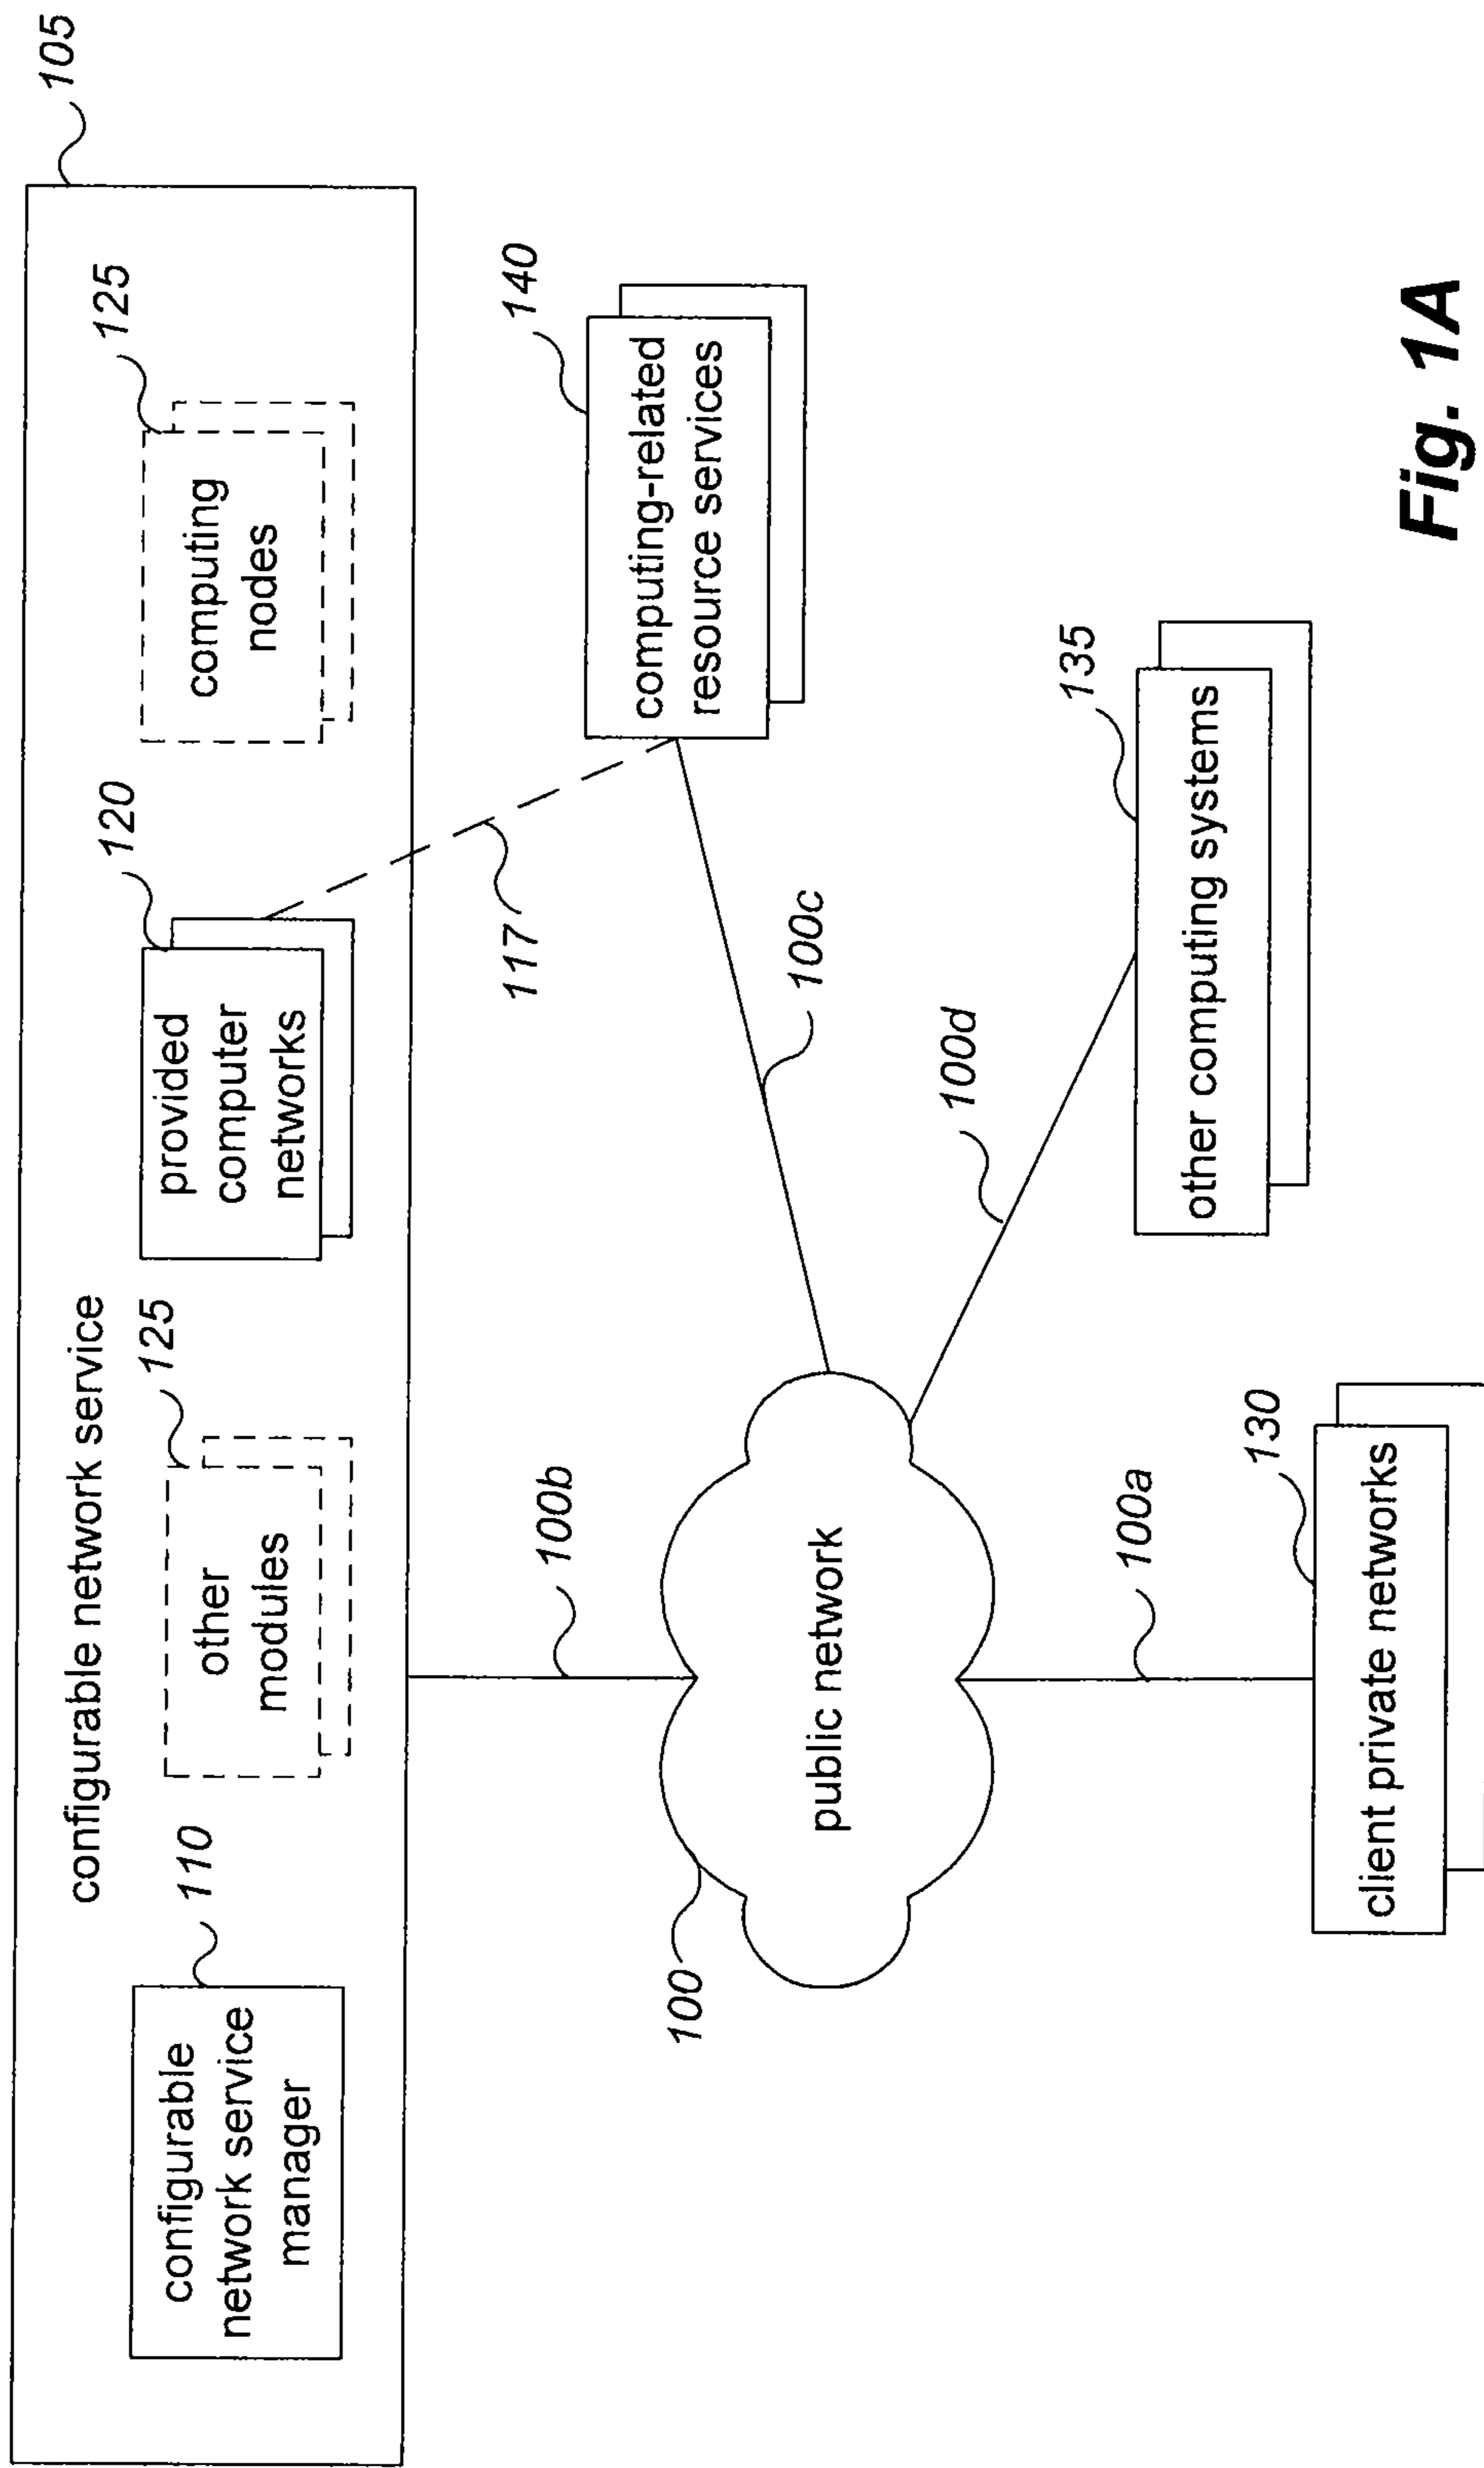 105
configurable network service
110
configurable
network service
manager
125
other
modules
120
provided
computer
networks
125
computing
nodes
117
140
computing-related
resource services
100b
100c
100
public network
100d
135
other computing systems
100a
130
client private networks
Fig. 1A